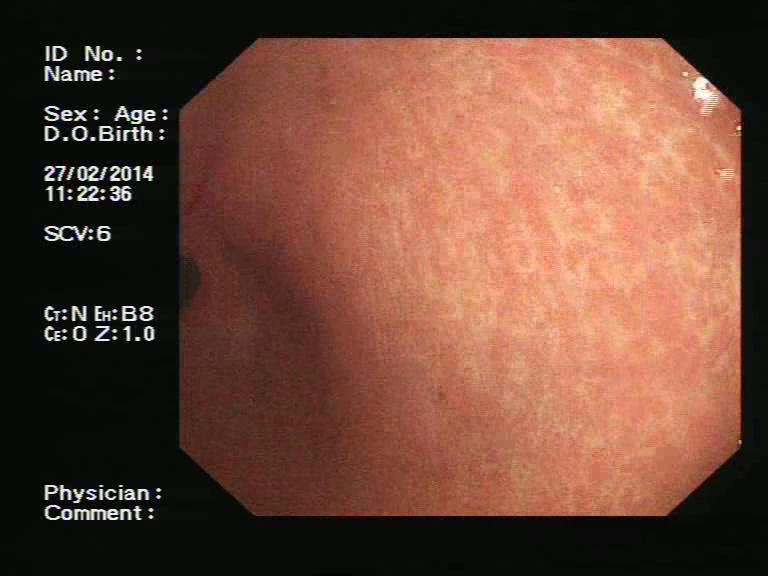 ID No. :
Name:
Sex: Age:
D.O.Birth:
27/02/2014
11:22:36
SCV:6
CT:N EH:B8
CE:0 Z:1.0
Physician:
Comment: